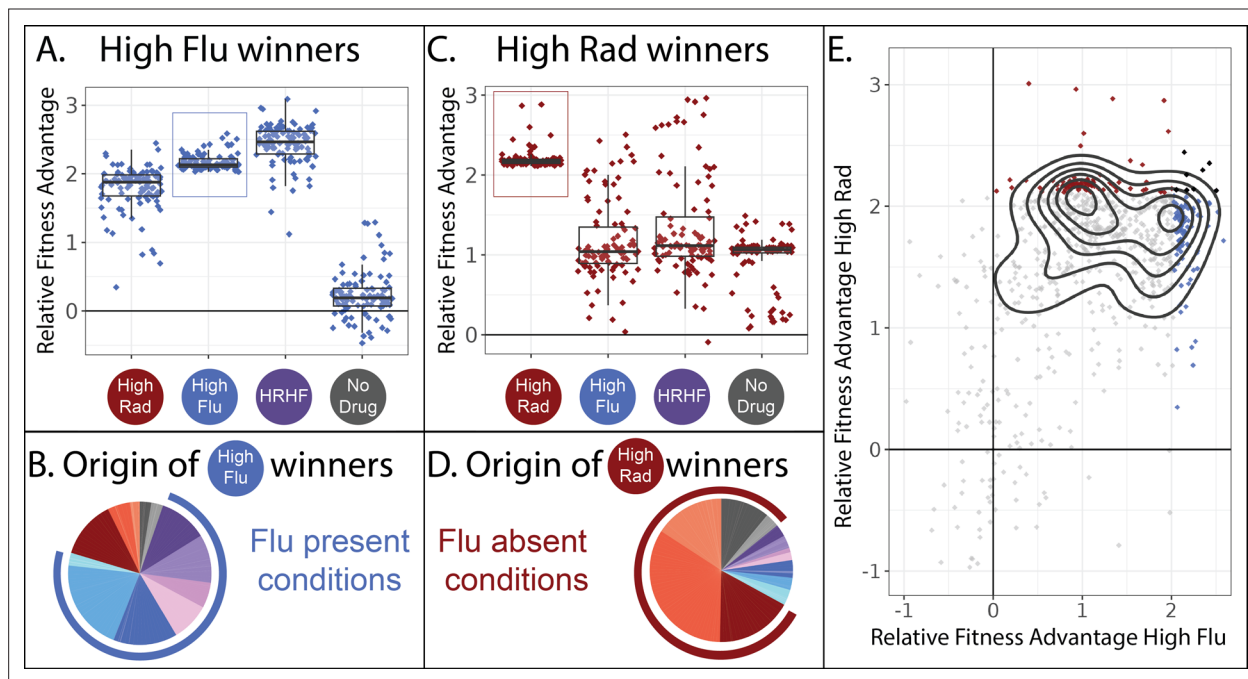 A. High Flu winners
Relative Fitness Advantage
3
2
1
0
High
Rad
High
Flu
HRHF
No
Drug
B. Origin of High Flu winners
Flu present
conditions
C. High Rad winners
Relative Fitness Advantage
3
2
1
0
High
Rad
High
Flu
HRHF
No
Drug
D. Origin of High Rad winners
Flu absent
conditions
E.
Relative Fitness Advantage High Rad
3
2
1
0
-1
-1
0
1
2
Relative Fitness Advantage High Flu